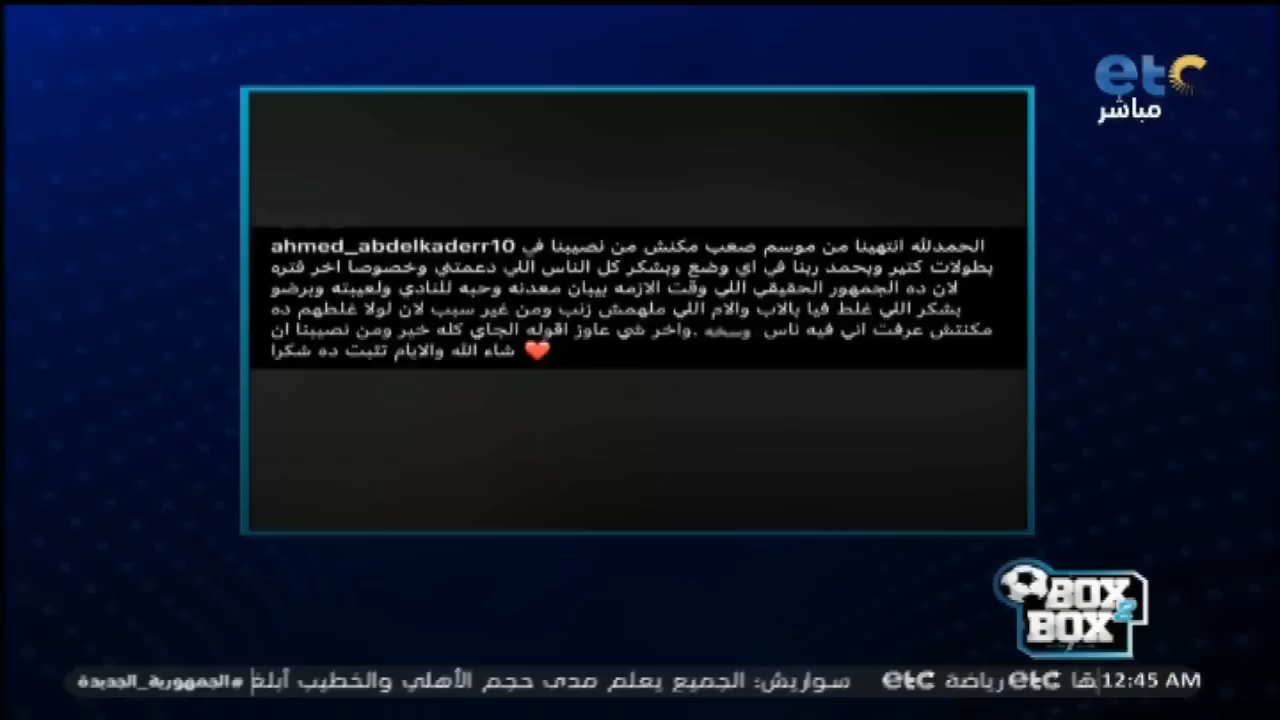 etc
مباشر
ahmed_abdelkaderr10 الحمدلله انتهينا من موسم صعب مكنش من نصيبنا في
بطولات كتير وبحمد ربنا في اي وضع وبشكر كل الناس اللي دعمتني وخصوصا اخر فتره
لان ده الجمهور الحقيقي اللي وقت الازمه بيبان معدنه وحبه للنادي ولعيبته وبرضو
بشكر اللي غلط فيا بالاب والام اللي ملهمش زنب ومن غير سبب لان لولا غلطهم ده
مكنتش عرفت اني فيه ناس وسخه .واخر شي عاوز اقوله الجاي كله خير ومن نصيبنا ان
شاء الله والايام تثبت ده شكرا ❤️
BOX 2
BOX
ها etc رياضة etc سواريش: الجميع يعلم مدى حجم الأهلي والخطيب أبلغ #الجمهورية_الجديدة
12:45 AM